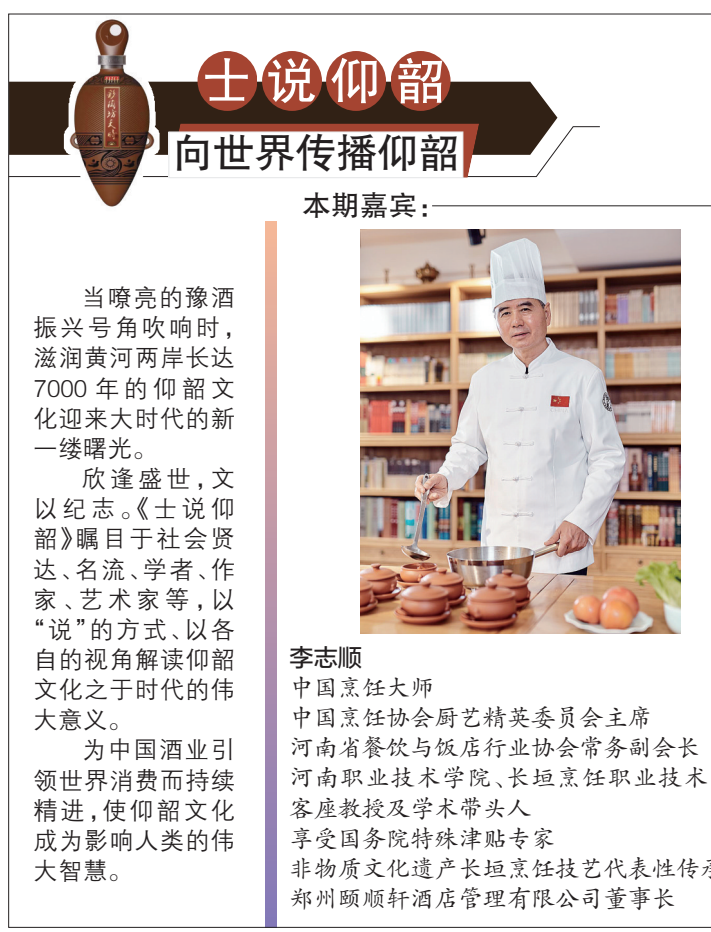 士说仰韶
向世界传播仰韶
本期嘉宾:
当嘹亮的豫酒
振兴号角吹响时,
滋润黄河两岸长达
7000 年的仰韶文
化迎来大时代的新
一缕曙光。
欣逢盛世,文
以纪志。《士说仰
韶》瞩目于社会贤
达、名流、学者、作
家、艺术家等,以
“说”的方式、以各
自的视角解读仰韶
文化之于时代的伟
大意义。
为中国酒业引
领世界消费而持续
精进,使仰韶文化
成为影响人类的伟
大智慧。
李志顺
中国烹饪大师
中国烹饪协会厨艺精英委员会主席
河南省餐饮与饭店行业协会常务副会长
河南职业技术学院、长垣烹饪职业技术
客座教授及学术带头人
享受国务院特殊津贴专家
非物质文化遗产长垣烹饪技艺代表性传承
郑州颐顺轩酒店管理有限公司董事长